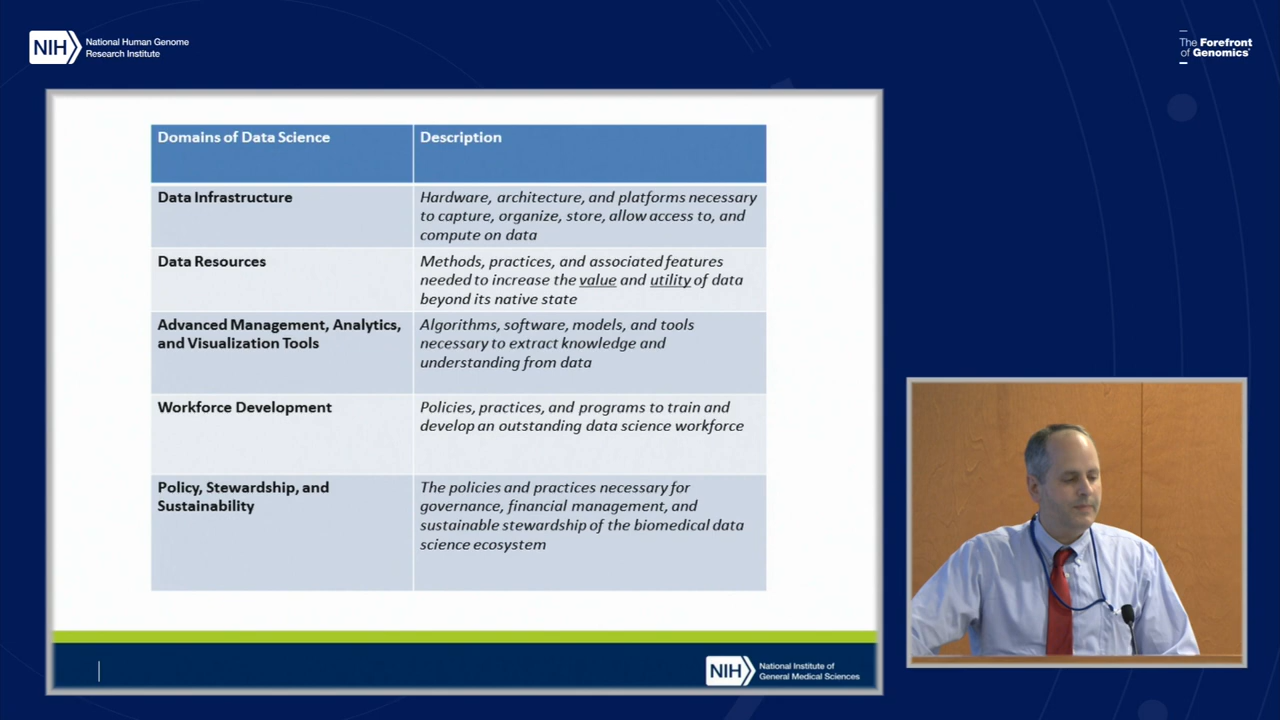 NIH
National Human Genome
Research Institute
The Forefront
of Genomics®
Domains of Data Science
Description
Data Infrastructure
Hardware, architecture, and platforms necessary
to capture, organize, store, allow access to, and
compute on data
Data Resources
Methods, practices, and associated features
needed to increase the value and utility of data
beyond its native state
Advanced Management, Analytics,
and Visualization Tools
Algorithms, software, models, and tools
necessary to extract knowledge and
understanding from data
Workforce Development
Policies, practices, and programs to train and
develop an outstanding data science workforce
Policy, Stewardship, and
Sustainability
The policies and practices necessary for
governance, financial management, and
sustainable stewardship of the biomedical data
science ecosystem
NIH
National Institute of
General Medical Sciences